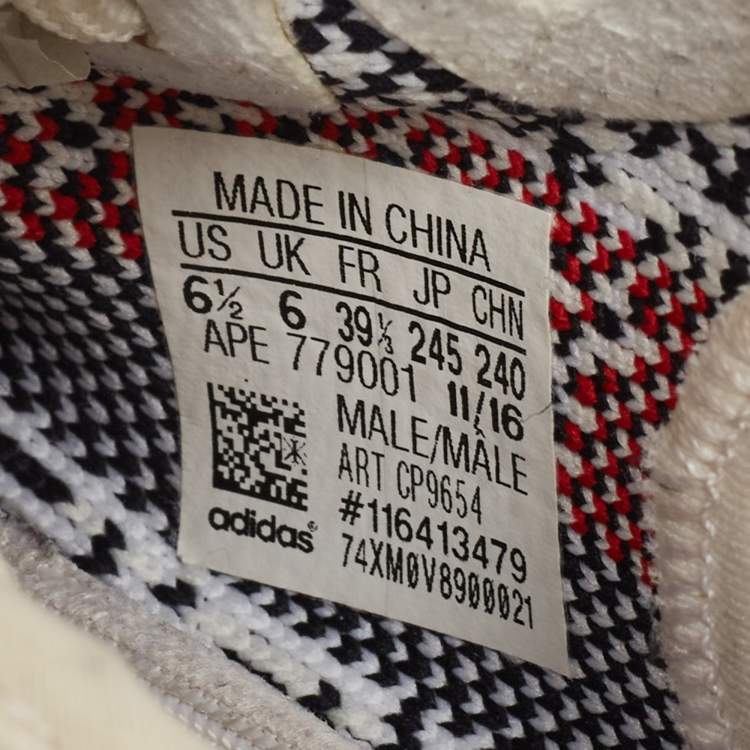 MADE IN CHINA
US UK FR JP CHN
6½ 6 39⅓ 245 240
APE 779001 11/16
MALE/MÂLE
ART CP9654
#116413479
74XM0V8900021
adidas®